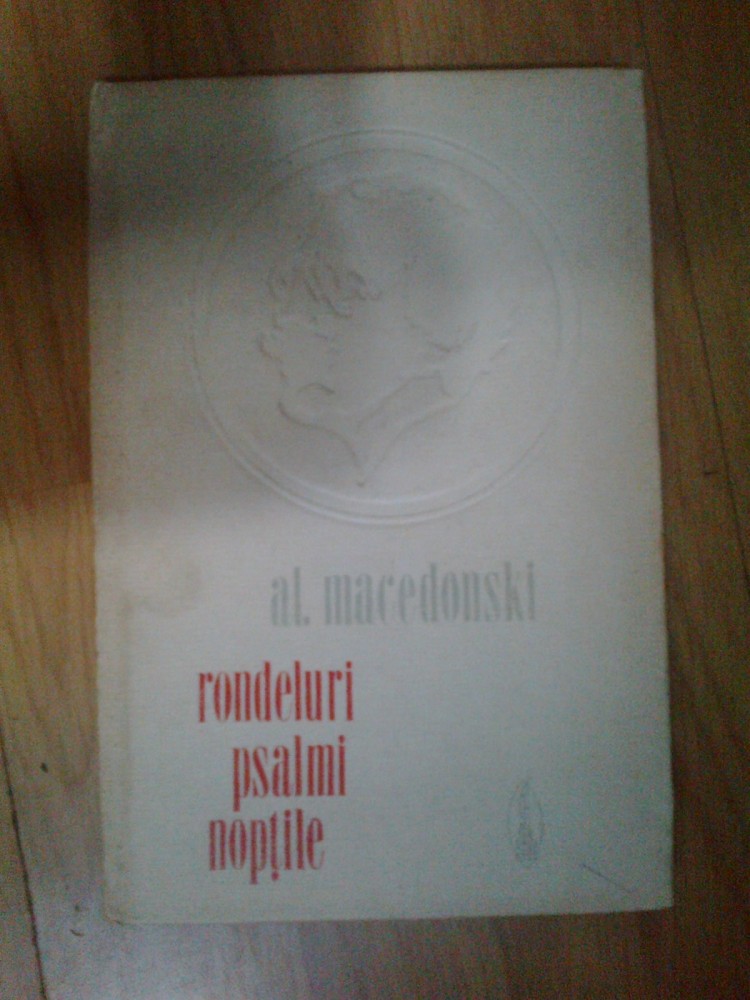 al. macedonski
rondeluri
psalmi
nopțile